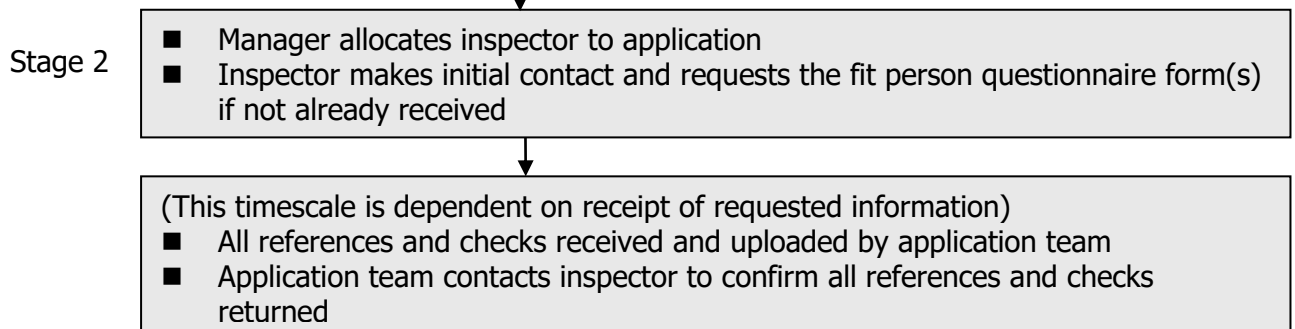 Stage 2
■ Manager allocates inspector to application
■ Inspector makes initial contact and requests the fit person questionnaire form(s)
if not already received
(This timescale is dependent on receipt of requested information)
■ All references and checks received and uploaded by application team
■ Application team contacts inspector to confirm all references and checks
returned